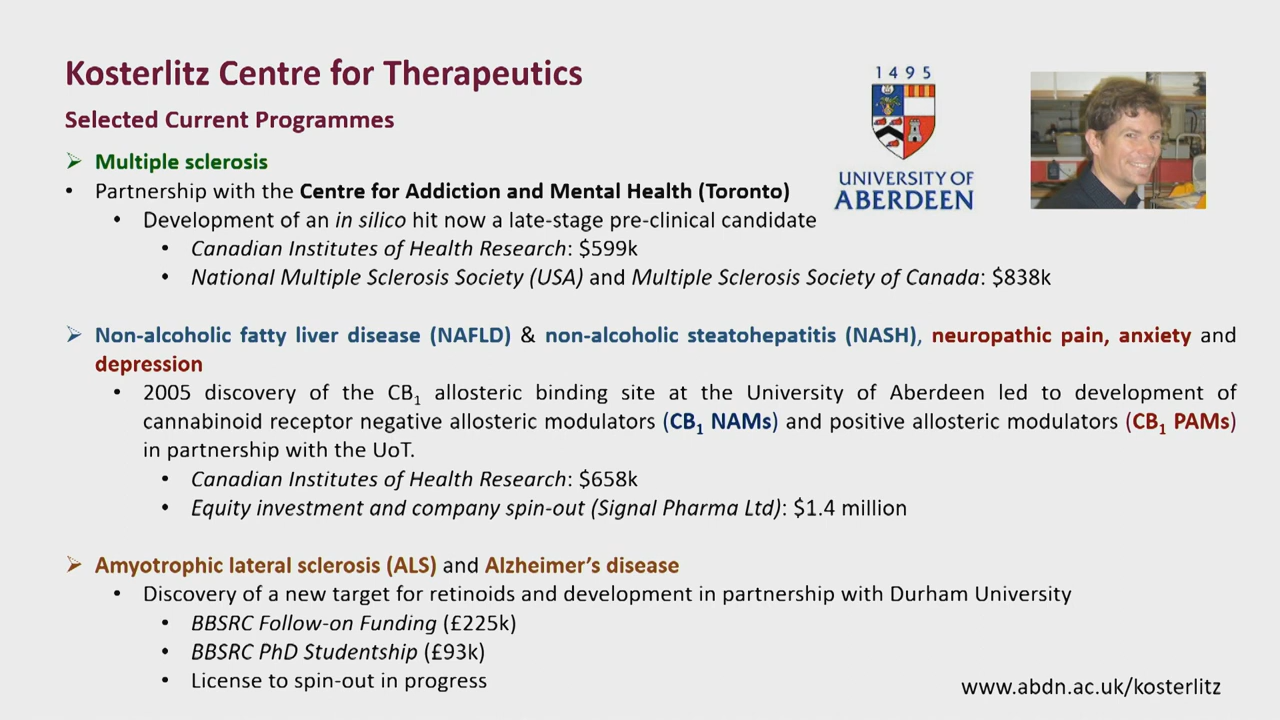 Kosterlitz Centre for Therapeutics
Selected Current Programmes
1495
UNIVERSITY OF
ABERDEEN
➢ Multiple sclerosis
• Partnership with the Centre for Addiction and Mental Health (Toronto)
• Development of an in silico hit now a late-stage pre-clinical candidate
• Canadian Institutes of Health Research: $599k
• National Multiple Sclerosis Society (USA) and Multiple Sclerosis Society of Canada: $838k
➢ Non-alcoholic fatty liver disease (NAFLD) & non-alcoholic steatohepatitis (NASH), neuropathic pain, anxiety and
depression
• 2005 discovery of the CB₁ allosteric binding site at the University of Aberdeen led to development of
cannabinoid receptor negative allosteric modulators (CB₁ NAMs) and positive allosteric modulators (CB₁ PAMs)
in partnership with the UoT.
• Canadian Institutes of Health Research: $658k
• Equity investment and company spin-out (Signal Pharma Ltd): $1.4 million
➢ Amyotrophic lateral sclerosis (ALS) and Alzheimer’s disease
• Discovery of a new target for retinoids and development in partnership with Durham University
• BBSRC Follow-on Funding (£225k)
• BBSRC PhD Studentship (£93k)
• License to spin-out in progress
www.abdn.ac.uk/kosterlitz